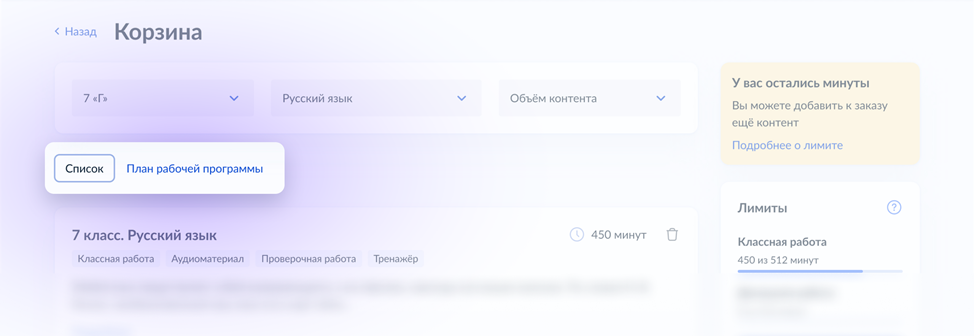 Назад
Корзина
7 «Г»
Русский язык
Объём контента
У вас остались минуты
Вы можете добавить к заказу
ещё контент
Подробнее о лимите
Список
План рабочей программы
7 класс. Русский язык
450 минут
Классная работа
Аудиоматериал
Проверочная работа
Тренажёр
Лимиты
Классная работа
450 из 512 минут